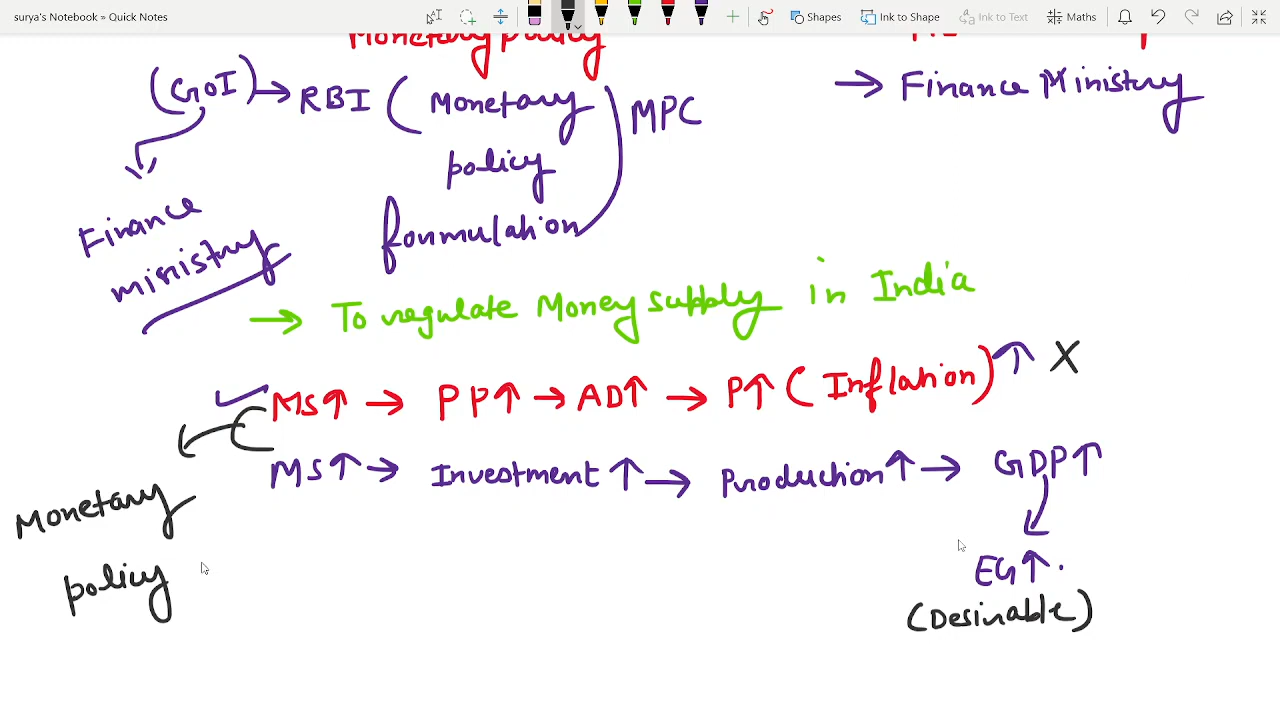 surya's Notebook » Quick Notes
Shapes Ink to Shape Ink to Text Maths
Monetary policy
(GoI) → RBI ( Monetary policy formulation ) MPC
→ Finance Ministry
Finance
ministry
→ To regulate Money supply in India
MS↑ → PP↑ → AD↑ → P↑ (Inflation)↑ X
MS↑ → Investment ↑ → Production↑ → GDP↑
Monetary
policy
EG↑.
(Desirable)